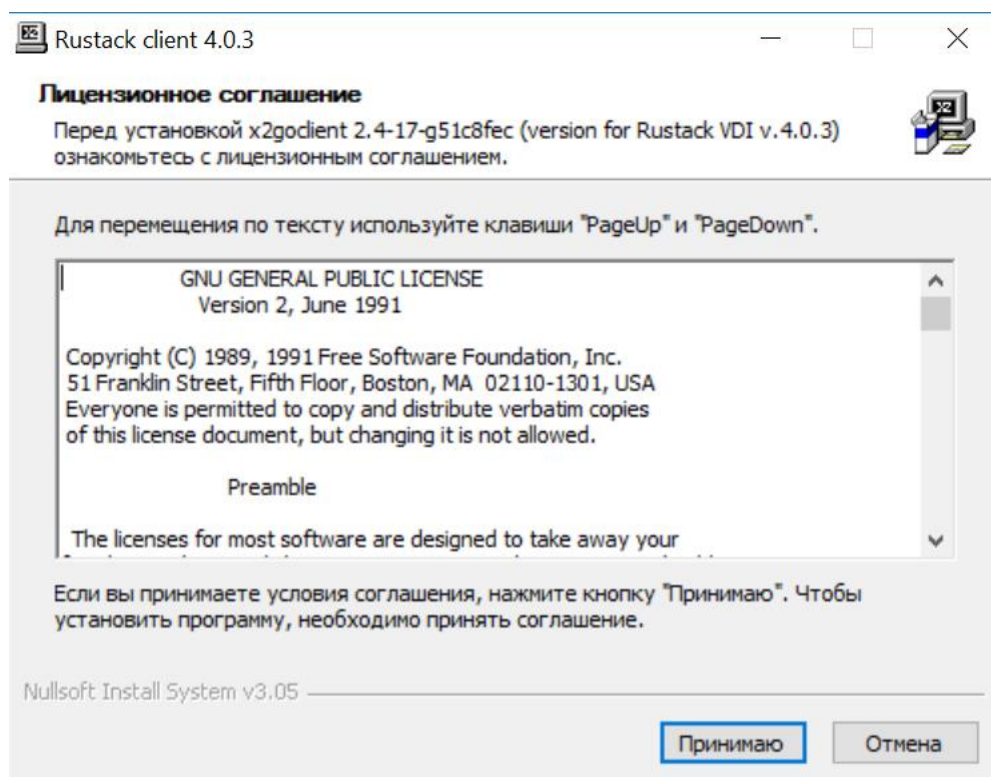 Rustack client 4.0.3
Лицензионное соглашение
Перед установкой x2goclient 2.4-17-g51c8fec (version for Rustack VDI v.4.0.3)
ознакомьтесь с лицензионным соглашением.
Для перемещения по тексту используйте клавиши "PageUp" и "PageDown".
GNU GENERAL PUBLIC LICENSE
Version 2, June 1991
Copyright (C) 1989, 1991 Free Software Foundation, Inc.
51 Franklin Street, Fifth Floor, Boston, MA 02110-1301, USA
Everyone is permitted to copy and distribute verbatim copies
of this license document, but changing it is not allowed.
Preamble
The licenses for most software are designed to take away your
Если вы принимаете условия соглашения, нажмите кнопку "Принимаю". Чтобы
установить программу, необходимо принять соглашение.
Nullsoft Install System v3.05
Принимаю
Отмена